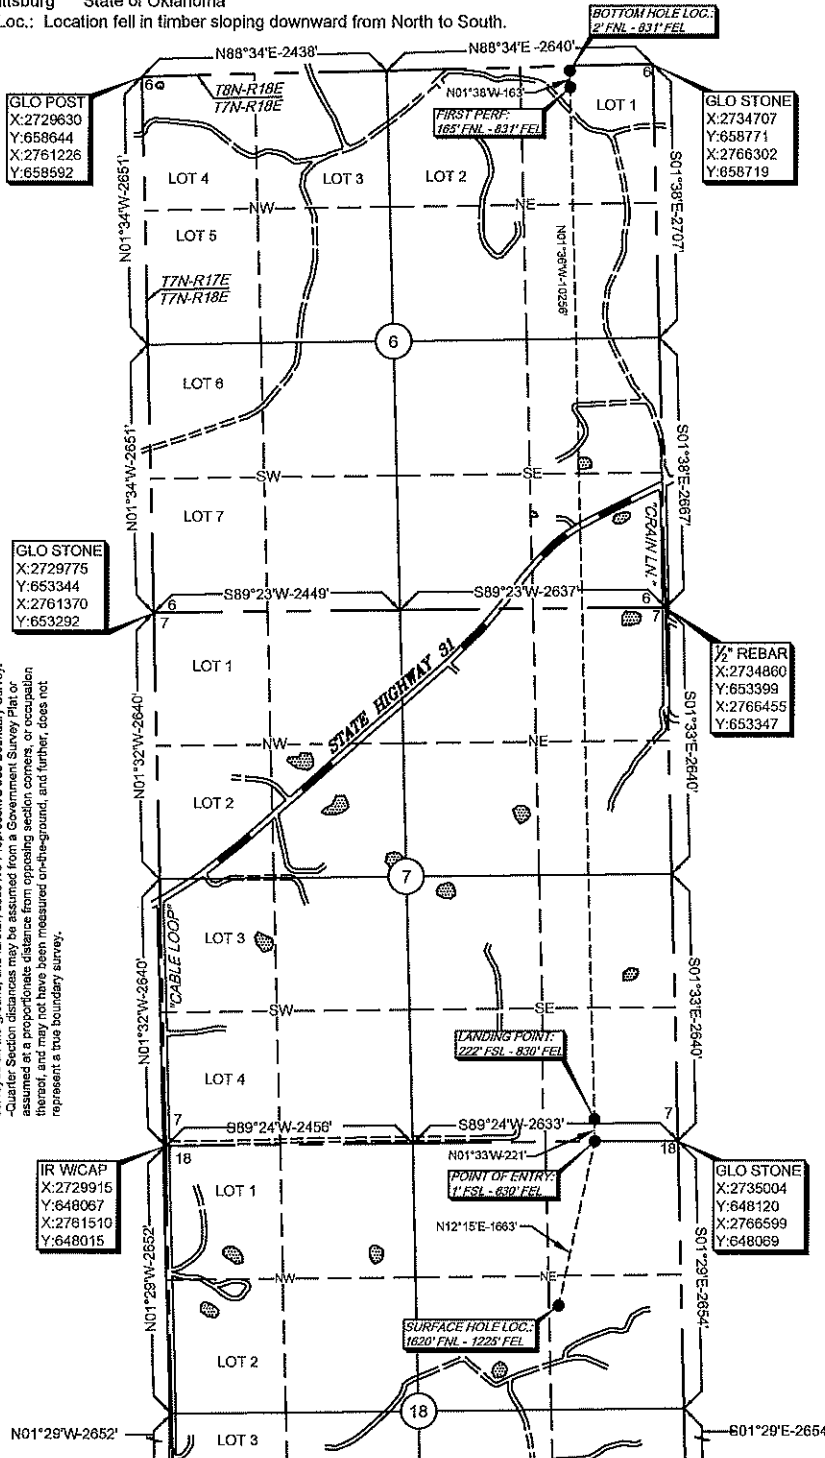 ittsburg State of Oklahoma
Loc.: Location fell in timber sloping downward from North to South.
BOTTOM HOLE LOC.:
2' FNL - 831' FEL
N88°34'E-2438'
N88°34'E -2640'
6
6
T8N-R18E
T7N-R18E
N01°38'W-163'
LOT 1
GLO POST
X:2729630
Y:658644
X:2761226
Y:658592
FIRST PERF:
165' FNL - 831' FEL
GLO STONE
X:2734707
Y:658771
X:2766302
Y:658719
N01°34'W-2651'
LOT 4
LOT 3
LOT 2
S01°38'E-2707'
NW
NE
LOT 5
N01°36'W-10256'
T7N-R17E
T7N-R18E
6
LOT 6
N01°34'W-2651'
SW
SE
S01°38'E-2667'
LOT 7
"CRAIN LN."
GLO STONE
X:2729775
Y:653344
X:2761370
Y:653292
S89°23'W-2449'
S89°23'W-2637'
6
7
6
7
½" REBAR
X:2734860
Y:653399
X:2766455
Y:653347
LOT 1
STATE HIGHWAY 31
N01°32'W-2640'
S01°33'E-2640'
NW
NE
LOT 2
-Quarter Section distances may be assumed from a Government Survey Plat or
assumed at a proportionate distance from opposing section corners, or occupation
thereof, and may not have been measured on-the-ground, and further, does not
represent a true boundary survey.
7
"CABLE LOOP"
LOT 3
N01°32'W-2640'
S01°33'E-2640'
SW
SE
LANDING POINT:
222' FSL - 830' FEL
LOT 4
7
18
S89°24'W-2456'
S89°24'W-2633'
7
18
N01°33'W-221'
IR W/CAP
X:2729915
Y:648067
X:2761510
Y:648015
LOT 1
POINT OF ENTRY:
1' FSL - 830' FEL
GLO STONE
X:2735004
Y:648120
X:2766599
Y:648069
N12°15'E-1663'
N01°29'W-2652'
S01°29'E-2654'
NW
NE
SURFACE HOLE LOC.:
1620' FNL - 1225' FEL
LOT 2
18
N01°29'W-2652'
S01°29'E-2654
LOT 3